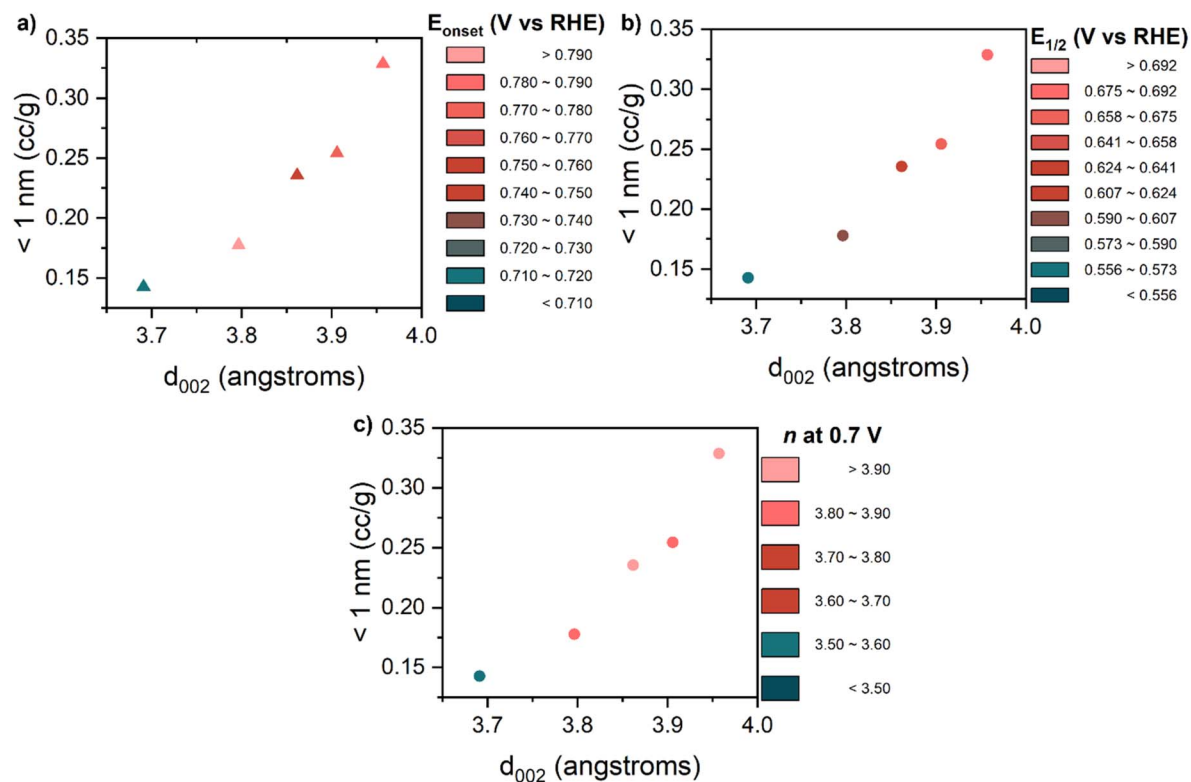 a)
E_onset (V vs RHE)
> 0.790
0.780 ~ 0.790
0.770 ~ 0.780
0.760 ~ 0.770
0.750 ~ 0.760
0.740 ~ 0.750
0.730 ~ 0.740
0.720 ~ 0.730
0.710 ~ 0.720
< 0.710
0.35
0.30
0.25
0.20
0.15
< 1 nm (cc/g)
3.7 3.8 3.9 4.0
d002 (angstroms)
b)
E1/2 (V vs RHE)
> 0.692
0.675 ~ 0.692
0.658 ~ 0.675
0.641 ~ 0.658
0.624 ~ 0.641
0.607 ~ 0.624
0.590 ~ 0.607
0.573 ~ 0.590
0.556 ~ 0.573
< 0.556
0.35
0.30
0.25
0.20
0.15
< 1 nm (cc/g)
3.7 3.8 3.9 4.0
d002 (angstroms)
c)
n at 0.7 V
> 3.90
3.80 ~ 3.90
3.70 ~ 3.80
3.60 ~ 3.70
3.50 ~ 3.60
< 3.50
0.35
0.30
0.25
0.20
0.15
< 1 nm (cc/g)
3.7 3.8 3.9 4.0
d002 (angstroms)